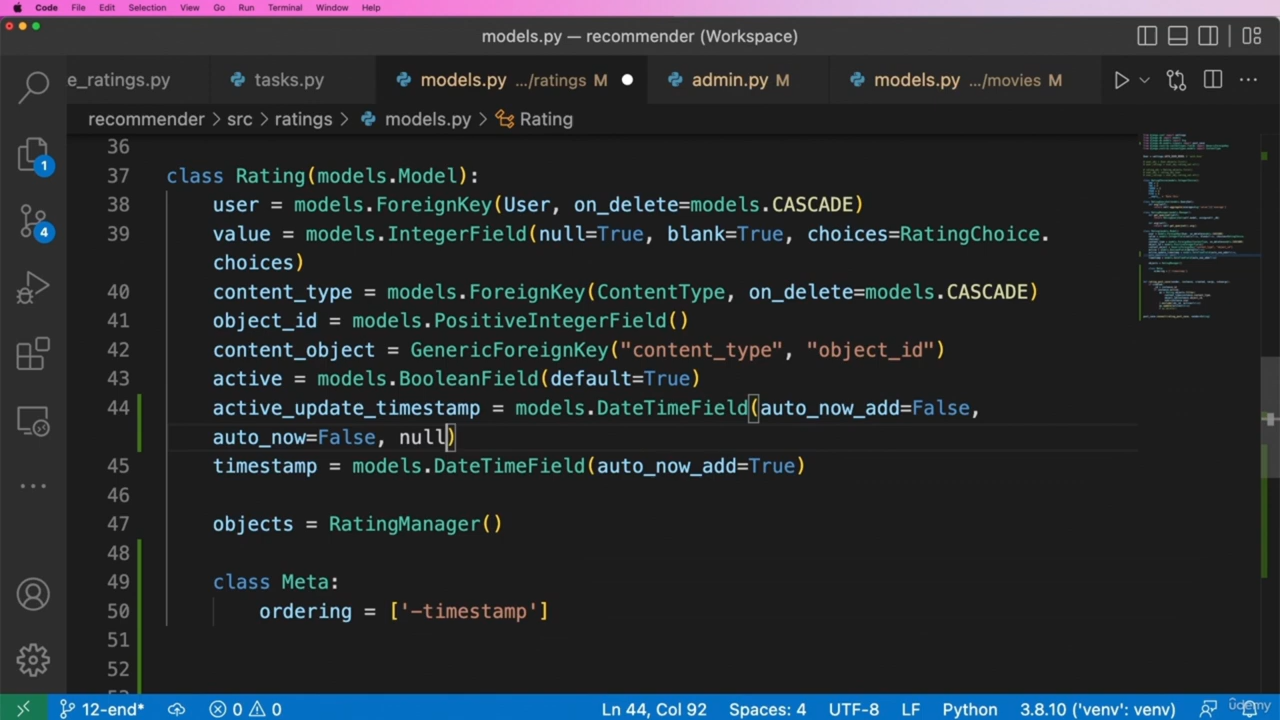 Code File Edit Selection View Go Run Terminal Window Help
models.py — recommender (Workspace)
e_ratings.py tasks.py models.py .../ratings M admin.py M models.py .../movies M
recommender > src > ratings > models.py > Rating
36
37 class Rating(models.Model):
38 user = models.ForeignKey(User, on_delete=models.CASCADE)
39 value = models.IntegerField(null=True, blank=True, choices=RatingChoice.
choices)
40 content_type = models.ForeignKey(ContentType, on_delete=models.CASCADE)
41 object_id = models.PositiveIntegerField()
42 content_object = GenericForeignKey("content_type", "object_id")
43 active = models.BooleanField(default=True)
44 active_update_timestamp = models.DateTimeField(auto_now_add=False,
auto_now=False, null)
45 timestamp = models.DateTimeField(auto_now_add=True)
46
47 objects = RatingManager()
48
49 class Meta:
50 ordering = ['-timestamp']
51
52
1
4
12-end* 0 0 Ln 44, Col 92 Spaces: 4 UTF-8 LF Python 3.8.10 ('venv': venv)
udemy